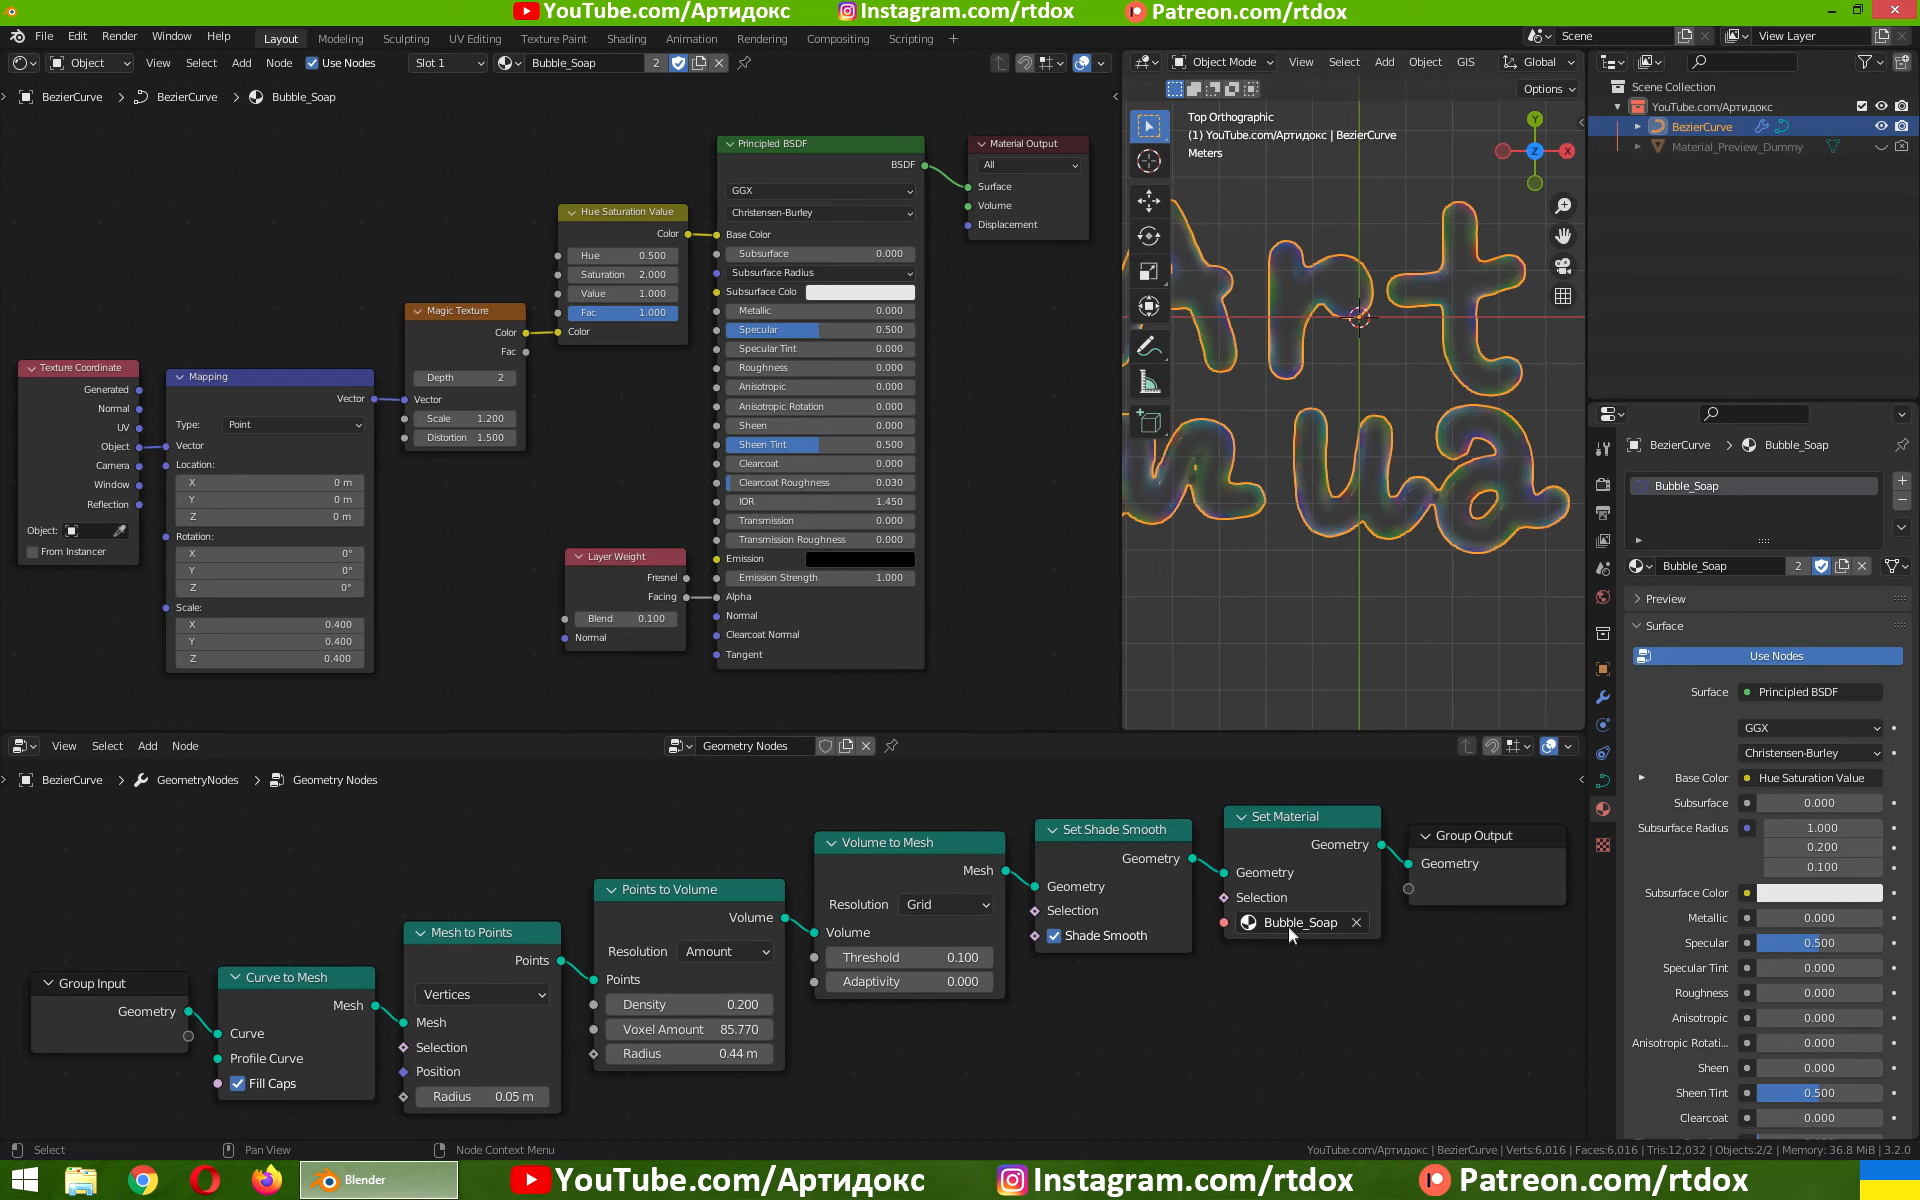 YouTube.com/Артидокс Instagram.com/rtdox Patreon.com/rtdox
File Edit Render Window Help Layout Modeling Sculpting UV Editing Texture Paint Shading Animation Rendering Compositing Scripting + Scene View Layer
Object View Select Add Node Use Nodes Slot 1 Bubble_Soap 2
BezierCurve > BezierCurve > Bubble_Soap
Texture Coordinate
Generated
Normal
UV
Object
Camera
Window
Reflection
Object:
From Instancer
Mapping
Vector
Type: Point
Vector
Location:
X 0 m
Y 0 m
Z 0 m
Rotation:
X 0°
Y 0°
Z 0°
Scale:
X 0.400
Y 0.400
Z 0.400
Magic Texture
Color
Fac
Depth 2
Vector
Scale 1.200
Distortion 1.500
Hue Saturation Value
Color
Hue 0.500
Saturation 2.000
Value 1.000
Fac 1.000
Color
Layer Weight
Fresnel
Facing
Blend 0.100
Normal
Principled BSDF
BSDF
GGX
Christensen-Burley
Base Color
Subsurface 0.000
Subsurface Radius
Subsurface Colo
Metallic 0.000
Specular 0.500
Specular Tint 0.000
Roughness 0.000
Anisotropic 0.000
Anisotropic Rotation 0.000
Sheen 0.000
Sheen Tint 0.500
Clearcoat 0.000
Clearcoat Roughness 0.030
IOR 1.450
Transmission 0.000
Transmission Roughness 0.000
Emission
Emission Strength 1.000
Alpha
Normal
Clearcoat Normal
Tangent
Material Output
All
Surface
Volume
Displacement
Object Mode View Select Add Object GIS Global
Options
Top Orthographic
(1) YouTube.com/Артидокс | BezierCurve
Meters
Y
Z X
Art
ua
Scene Collection
YouTube.com/Артидокс
BezierCurve
Material_Preview_Dummy
BezierCurve > Bubble_Soap
Bubble_Soap
Bubble_Soap 2
Preview
Surface
Use Nodes
Surface Principled BSDF
GGX
Christensen-Burley
Base Color Hue Saturation Value
Subsurface 0.000
Subsurface Radius 1.000
0.200
0.100
Subsurface Color
Metallic 0.000
Specular 0.500
Specular Tint 0.000
Roughness 0.000
Anisotropic 0.000
Anisotropic Rotati... 0.000
Sheen 0.000
Sheen Tint 0.500
Clearcoat 0.000
View Select Add Node Geometry Nodes
BezierCurve > GeometryNodes > Geometry Nodes
Group Input
Geometry
Curve to Mesh
Mesh
Curve
Profile Curve
Fill Caps
Mesh to Points
Points
Vertices
Mesh
Selection
Position
Radius 0.05 m
Points to Volume
Volume
Resolution Amount
Points
Density 0.200
Voxel Amount 85.770
Radius 0.44 m
Volume to Mesh
Mesh
Resolution Grid
Volume
Threshold 0.100
Adaptivity 0.000
Set Shade Smooth
Geometry
Geometry
Selection
Shade Smooth
Set Material
Geometry
Geometry
Selection
Bubble_Soap
Group Output
Geometry
Select Pan View Node Context Menu YouTube.com/Артидокс | BezierCurve | Verts:6,016 | Faces:6,016 | Tris:12,032 | Objects:2/2 | Memory: 36.8 MiB | 3.2.0
Blender YouTube.com/Артидокс Instagram.com/rtdox Patreon.com/rtdox